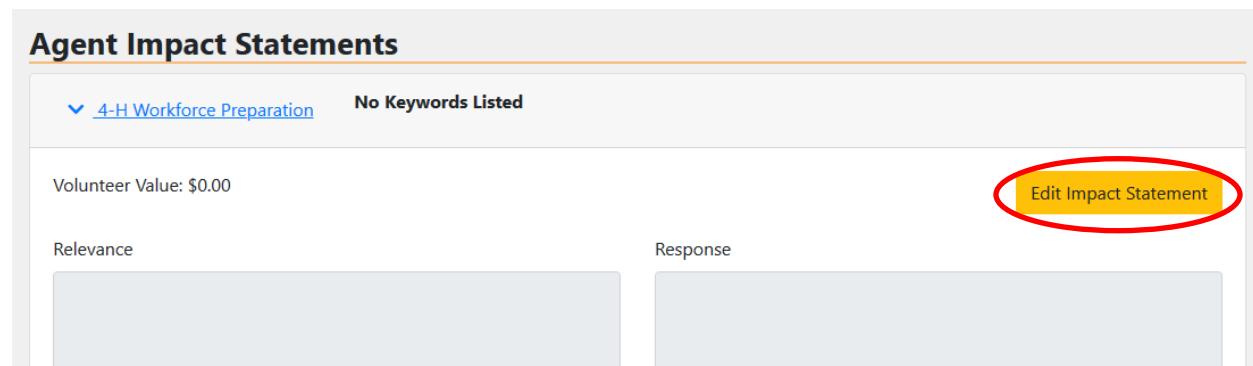 Agent Impact Statements
4-H Workforce Preparation No Keywords Listed
Volunteer Value: $0.00 Edit Impact Statement
Relevance Response